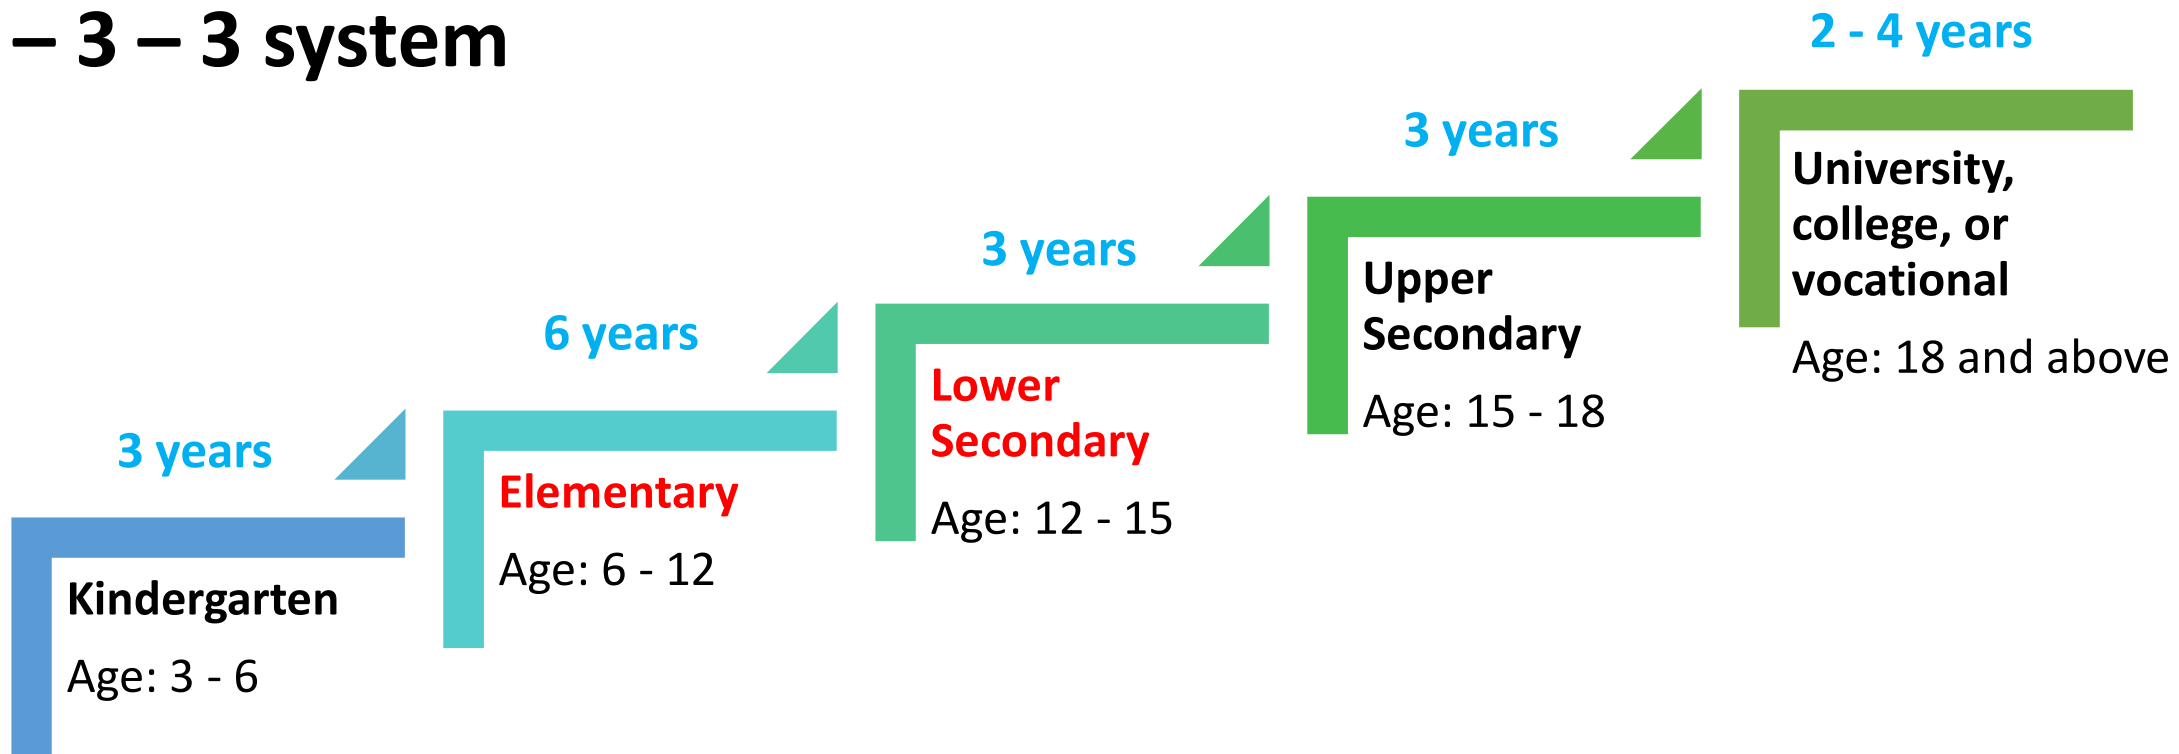 – 3 – 3 system
2 - 4 years
3 years
University,
college, or
vocational
Age: 18 and above
3 years
Upper
Secondary
Age: 15 - 18
6 years
Lower
Secondary
Age: 12 - 15
3 years
Elementary
Age: 6 - 12
Kindergarten
Age: 3 - 6